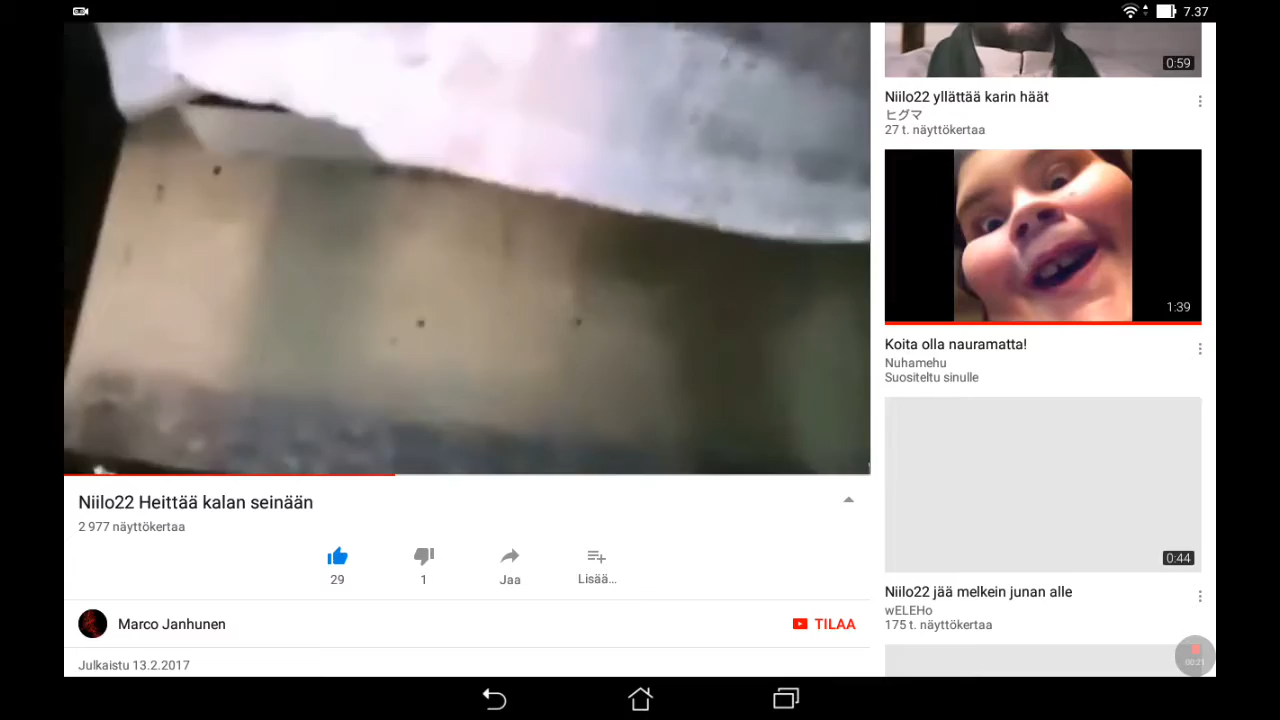 7.37
0:59
Niilo22 yllättää karin häät
ヒグマ
27 t. näyttökertaa
1:39
Koita olla nauramatta!
Nuhamehu
Suositeltu sinulle
0:44
Niilo22 jää melkein junan alle
wELEHo
175 t. näyttökertaa
00:21
Niilo22 Heittää kalan seinään
2 977 näyttökertaa
29
1
Jaa
Lisää...
Marco Janhunen
TILAA
Julkaistu 13.2.2017